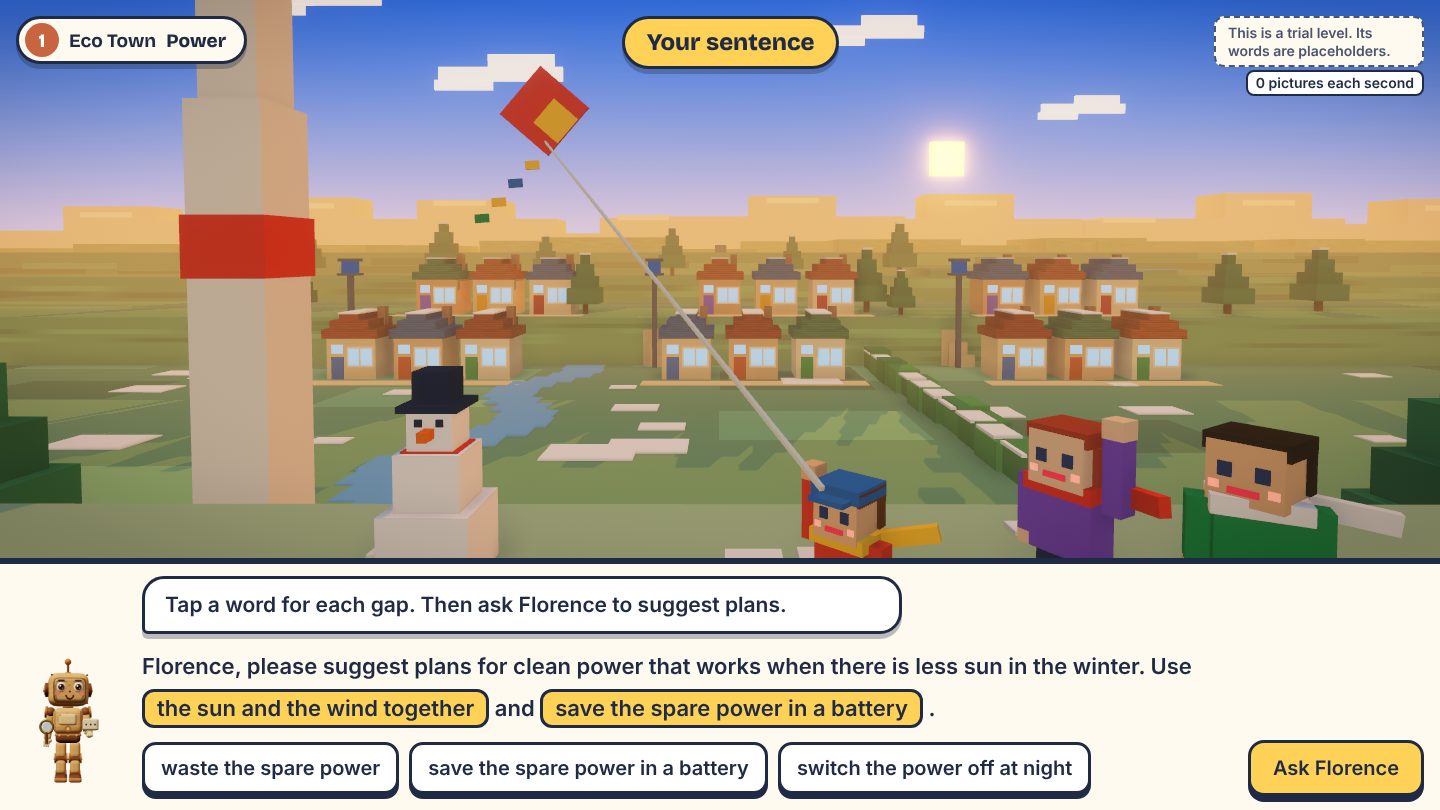 1 Eco Town Power
Your sentence
This is a trial level. Its
words are placeholders.
0 pictures each second
Tap a word for each gap. Then ask Florence to suggest plans.
Florence, please suggest plans for clean power that works when there is less sun in the winter. Use
the sun and the wind together and save the spare power in a battery .
waste the spare power
save the spare power in a battery
switch the power off at night
Ask Florence